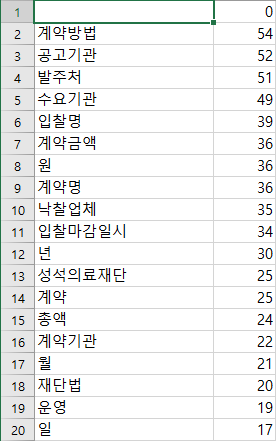 1 0
2 계약방법 54
3 공고기관 52
4 발주처 51
5 수요기관 49
6 입찰명 39
7 계약금액 36
8 원 36
9 계약명 36
10 낙찰업체 35
11 입찰마감일시 34
12 년 30
13 성석의료재단 25
14 계약 25
15 총액 24
16 계약기관 22
17 월 21
18 재단법 20
19 운영 19
20 일 17